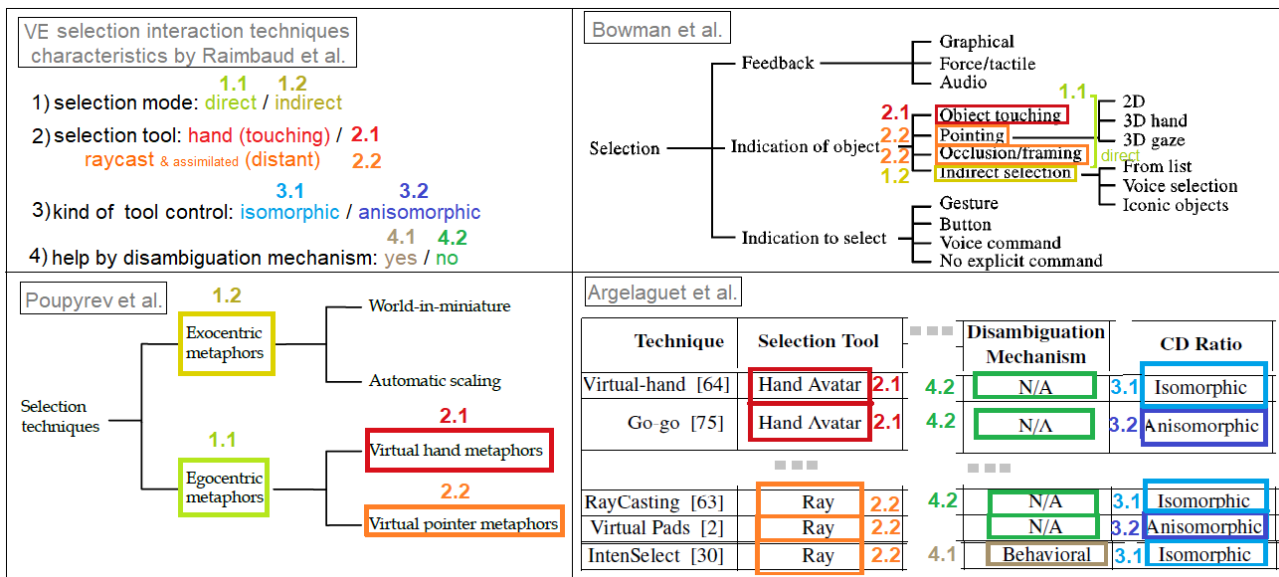 VE selection interaction techniques
characteristics by Raimbaud et al.
1.1 1.2
1) selection mode: direct / indirect
2) selection tool: hand (touching) / 2.1
raycast & assimilated (distant) 2.2
3.1 3.2
3) kind of tool control: isomorphic / anisomorphic
4.1 4.2
4) help by disambiguation mechanism: yes / no
Bowman et al.
Selection
Feedback
Graphical
Force/tactile
Audio
Indication of object
2.1 Object touching
2.2 Pointing
2.2 Occlusion/framing
1.2 Indirect selection
1.1
2D
3D hand
3D gaze
direct
From list
Voice selection
Iconic objects
Indication to select
Gesture
Button
Voice command
No explicit command
Poupyrev et al.
Selection
techniques
1.2
Exocentric
metaphors
World-in-miniature
Automatic scaling
1.1
Egocentric
metaphors
2.1
Virtual hand metaphors
2.2
Virtual pointer metaphors
Argelaguet et al.
Technique Selection Tool Disambiguation Mechanism CD Ratio
Virtual-hand [64] Hand Avatar 2.1 4.2 N/A 3.1 Isomorphic
Go-go [75] Hand Avatar 2.1 4.2 N/A 3.2 Anisomorphic
RayCasting [63] Ray 2.2 4.2 N/A 3.1 Isomorphic
Virtual Pads [2] Ray 2.2 N/A 3.2 Anisomorphic
IntenSelect [30] Ray 2.2 4.1 Behavioral 3.1 Isomorphic